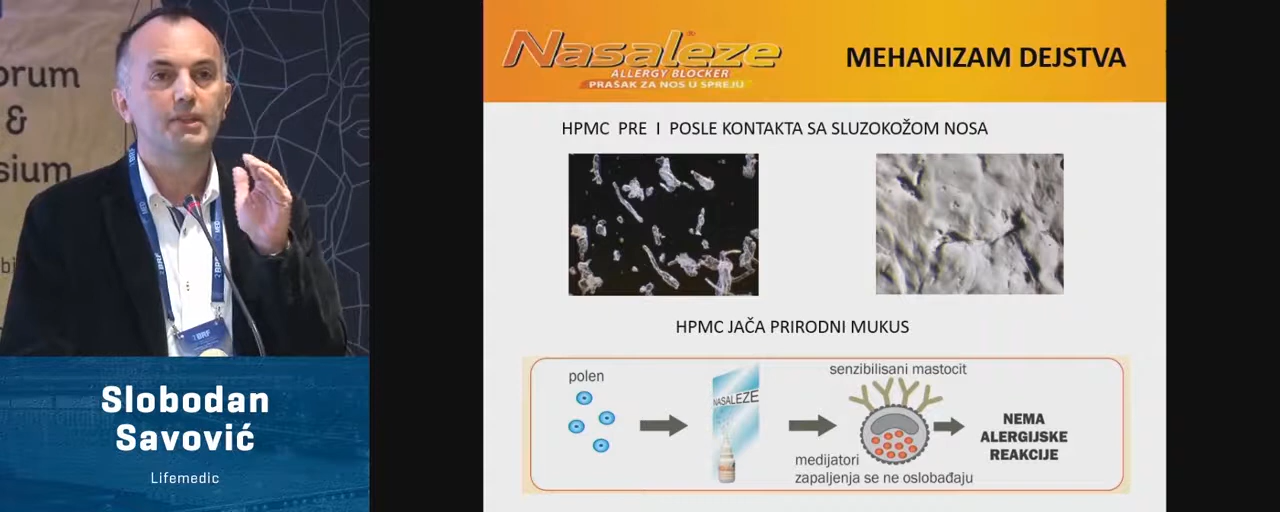 orum
&
sium
Slobodan
Savović
Lifemedic
Nasaleze®
ALLERGY BLOCKER
PRAŠAK ZA NOS U SPREJU
MEHANIZAM DEJSTVA
HPMC PRE I POSLE KONTAKTA SA SLUZOKOŽOM NOSA
HPMC JAČA PRIRODNI MUKUS
polen
NASALEZE
senzibilisani mastocit
medijatori
zapaljenja se ne oslobađaju
NEMA
ALERGIJSKE
REAKCIJE